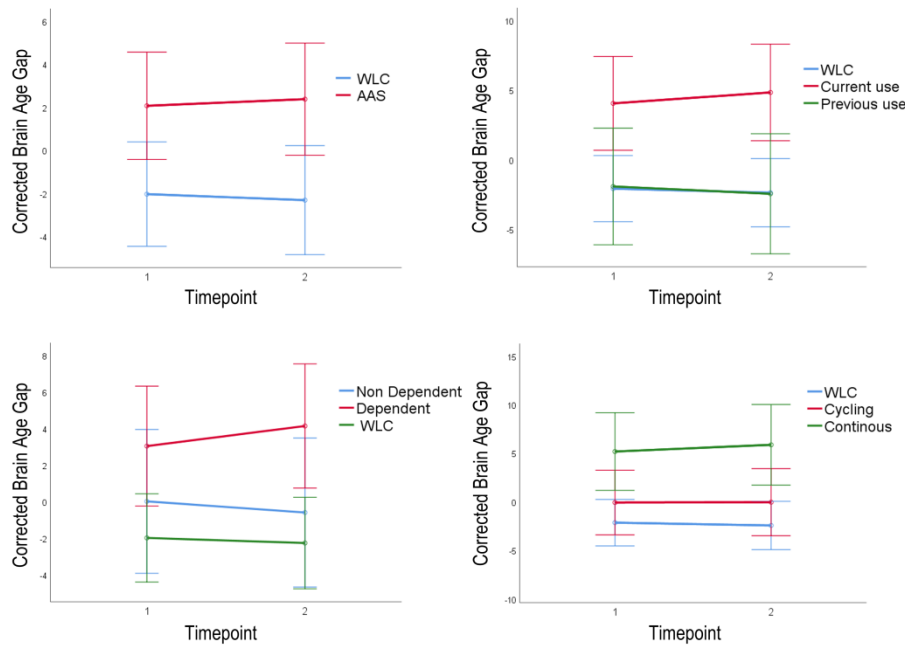 Corrected Brain Age Gap
6
4
2
0
-2
-4
1
2
Timepoint
WLC
AAS
Corrected Brain Age Gap
10
5
0
-5
1
2
Timepoint
WLC
Current use
Previous use
Corrected Brain Age Gap
8
6
4
2
0
-2
-4
1
2
Timepoint
Non Dependent
Dependent
WLC
Corrected Brain Age Gap
15
10
5
0
-5
-10
1
2
Timepoint
WLC
Cycling
Continous